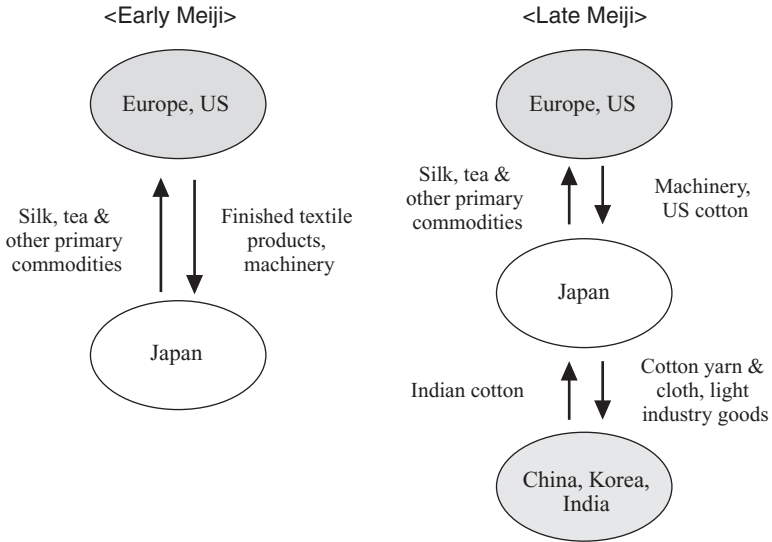 <Early Meiji>
Europe, US
Silk, tea &
other primary
commodities
Finished textile
products,
machinery
Japan
<Late Meiji>
Europe, US
Silk, tea &
other primary
commodities
Machinery,
US cotton
Japan
Indian cotton
Cotton yarn &
cloth, light
industry goods
China, Korea,
India